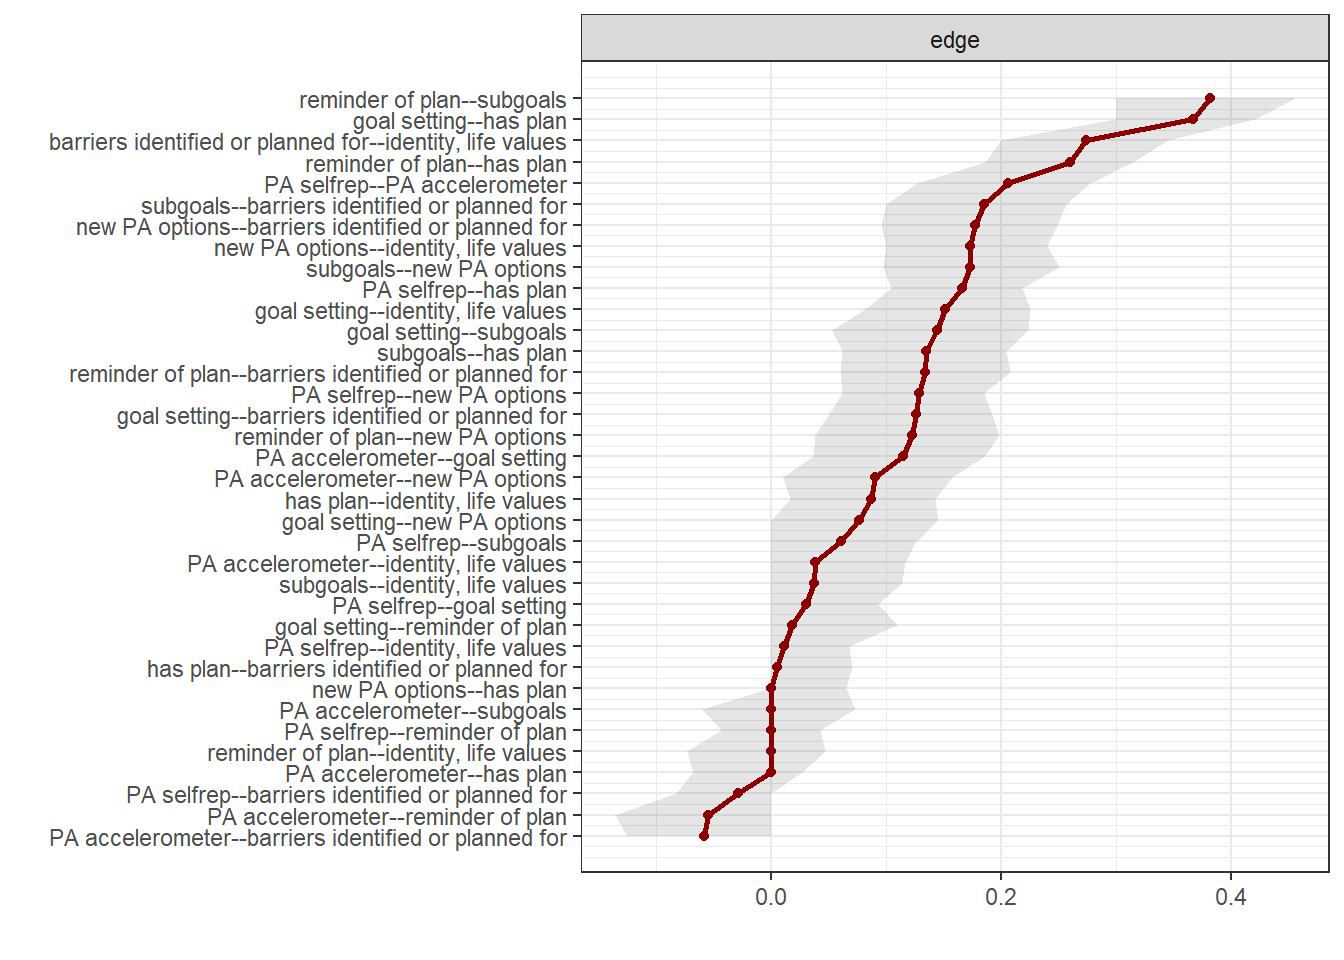 edge
reminder of plan--subgoals
goal setting--has plan
barriers identified or planned for--identity, life values
reminder of plan--has plan
PA selfrep--PA accelerometer
subgoals--barriers identified or planned for
new PA options--barriers identified or planned for
new PA options--identity, life values
subgoals--new PA options
PA selfrep--has plan
goal setting--identity, life values
goal setting--subgoals
subgoals--has plan
reminder of plan--barriers identified or planned for
PA selfrep--new PA options
goal setting--barriers identified or planned for
reminder of plan--new PA options
PA accelerometer--goal setting
PA accelerometer--new PA options
has plan--identity, life values
goal setting--new PA options
PA selfrep--subgoals
PA accelerometer--identity, life values
subgoals--identity, life values
PA selfrep--goal setting
goal setting--reminder of plan
PA selfrep--identity, life values
has plan--barriers identified or planned for
new PA options--has plan
PA accelerometer--subgoals
PA selfrep--reminder of plan
reminder of plan--identity, life values
PA accelerometer--has plan
PA selfrep--barriers identified or planned for
PA accelerometer--reminder of plan
PA accelerometer--barriers identified or planned for
0.0 0.2 0.4